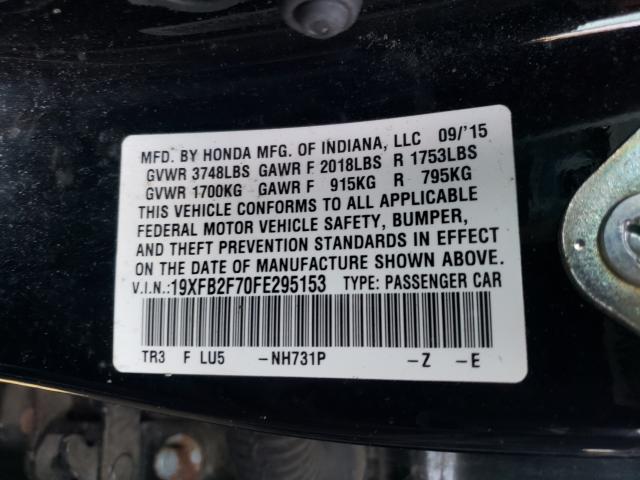 MFD. BY HONDA MFG. OF INDIANA, LLC 09/'15
GVWR 3748LBS GAWR F 2018LBS R 1753LBS
GVWR 1700KG GAWR F 915KG R 795KG
THIS VEHICLE CONFORMS TO ALL APPLICABLE
FEDERAL MOTOR VEHICLE SAFETY, BUMPER,
AND THEFT PREVENTION STANDARDS IN EFFECT
ON THE DATE OF MANUFACTURE SHOWN ABOVE.
V.I.N.:19XFB2F70FE295153 TYPE: PASSENGER CAR
TR3 F LU5 -NH731P -Z -E